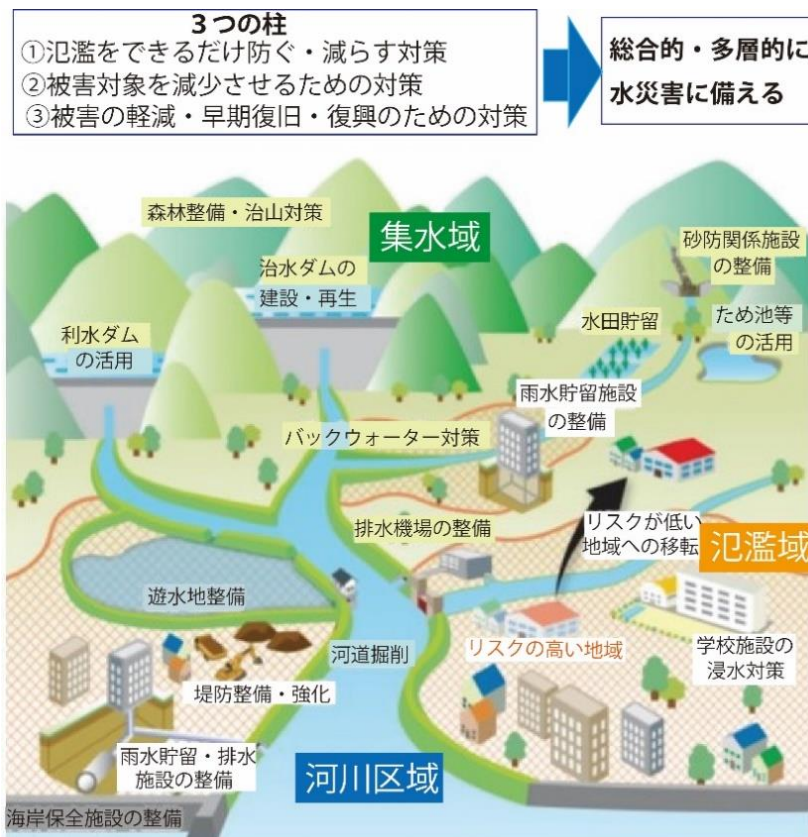 3つの柱
①氾濫をできるだけ防ぐ・減らす対策
②被害対象を減少させるための対策
③被害の軽減・早期復旧・復興のための対策
総合的・多層的に
水災害に備える
森林整備・治山対策
集水域
砂防関係施設
の整備
治水ダムの
建設・再生
水田貯留
ため池等
の活用
利水ダム
の活用
雨水貯留施設
の整備
バックウォーター対策
排水機場の整備
リスクが低い
地域への移転
氾濫域
遊水地整備
河道掘削
リスクの高い地域
学校施設の
浸水対策
堤防整備・強化
雨水貯留・排水
施設の整備
河川区域
海岸保全施設の整備